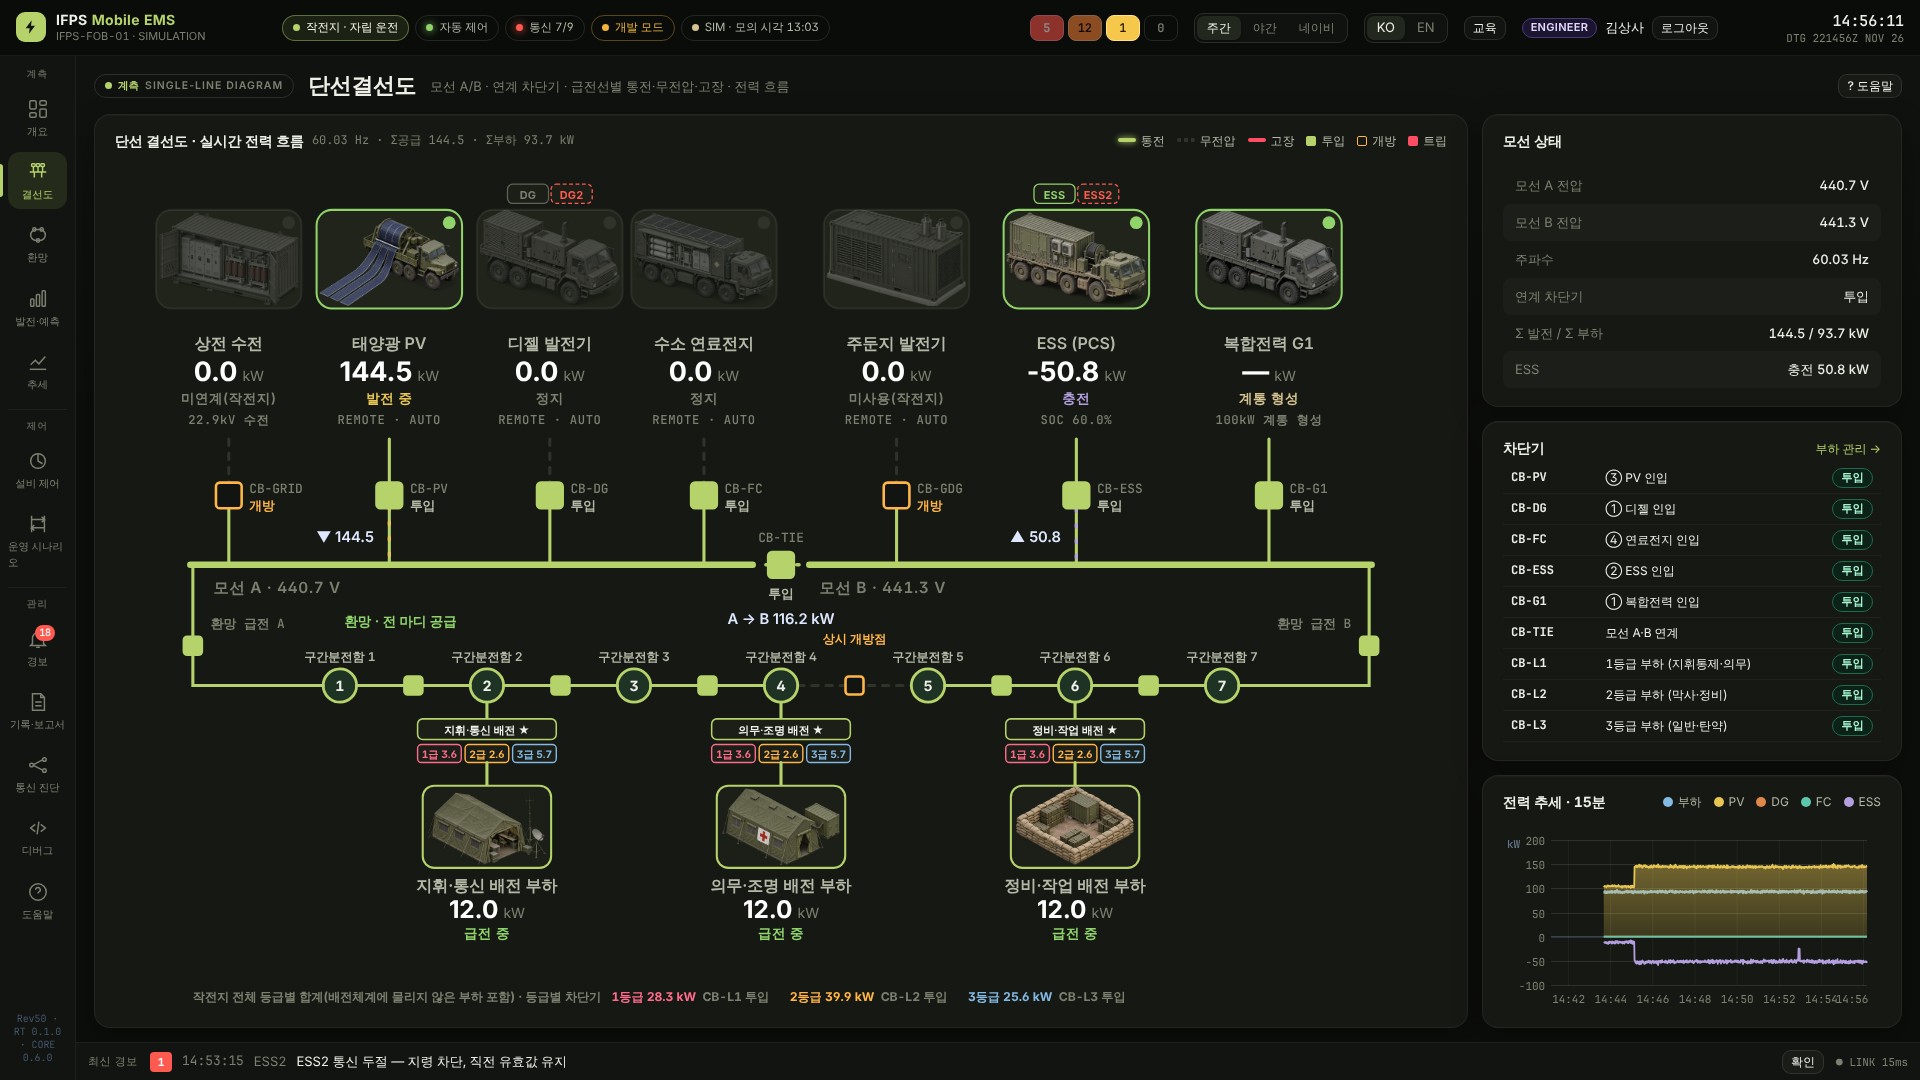 IFPS Mobile EMS
IFPS-FOB-01 · SIMULATION
작전지 · 자립 운전
자동 제어
통신 7/9
개발 모드
SIM · 모의 시각 13:03
5 12 1 0
주간 야간 네이비
KO EN
교육
ENGINEER 김상사 로그아웃
14:56:11
DTG 221456Z NOV 26
계측
개요
결선도
환망
발전·예측
추세
제어
설비 제어
운영 시나리
오
관리
18
경보
기록·보고서
통신 진단
디버그
도움말
Rev50 ·
RT 0.1.0
· CORE
0.6.0
계측 SINGLE-LINE DIAGRAM
단선결선도
모선 A/B · 연계 차단기 · 급전선별 통전·무전압·고장 · 전력 흐름
? 도움말
단선 결선도 · 실시간 전력 흐름 60.03 Hz · Σ공급 144.5 · Σ부하 93.7 kW
통전 무전압 고장 투입 개방 트립
DG DG2 ESS ESS2
상전 수전
0.0 kW
미연계(작전지)
22.9kV 수전
태양광 PV
144.5 kW
발전 중
REMOTE · AUTO
디젤 발전기
0.0 kW
정지
REMOTE · AUTO
수소 연료전지
0.0 kW
정지
REMOTE · AUTO
주둔지 발전기
0.0 kW
미사용(작전지)
REMOTE · AUTO
ESS (PCS)
-50.8 kW
충전
SOC 60.0%
복합전력 G1
— kW
계통 형성
100kW 계통 형성
CB-GRID
개방
CB-PV
투입
CB-DG
투입
CB-FC
투입
CB-GDG
개방
CB-ESS
투입
CB-G1
투입
▼ 144.5
CB-TIE
▲ 50.8
모선 A · 440.7 V
투입
모선 B · 441.3 V
환망 급전 A
환망 · 전 마디 공급
A → B 116.2 kW
상시 개방점
환망 급전 B
구간분전함 1 구간분전함 2 구간분전함 3 구간분전함 4 구간분전함 5 구간분전함 6 구간분전함 7
1 2 3 4 5 6 7
지휘·통신 배전 ★
1급 3.6 2급 2.6 3급 5.7
의무·조명 배전 ★
1급 3.6 2급 2.6 3급 5.7
정비·작업 배전 ★
1급 3.6 2급 2.6 3급 5.7
지휘·통신 배전 부하
12.0 kW
급전 중
의무·조명 배전 부하
12.0 kW
급전 중
정비·작업 배전 부하
12.0 kW
급전 중
작전지 전체 등급별 합계(배전체계에 물리지 않은 부하 포함) · 등급별 차단기 1등급 28.3 kW CB-L1 투입 2등급 39.9 kW CB-L2 투입 3등급 25.6 kW CB-L3 투입
모선 상태
모선 A 전압 440.7 V
모선 B 전압 441.3 V
주파수 60.03 Hz
연계 차단기 투입
Σ 발전 / Σ 부하 144.5 / 93.7 kW
ESS 충전 50.8 kW
차단기 부하 관리 →
CB-PV ③ PV 인입 투입
CB-DG ① 디젤 인입 투입
CB-FC ④ 연료전지 인입 투입
CB-ESS ② ESS 인입 투입
CB-G1 ① 복합전력 인입 투입
CB-TIE 모선 A·B 연계 투입
CB-L1 1등급 부하 (지휘통제·의무) 투입
CB-L2 2등급 부하 (막사·정비) 투입
CB-L3 3등급 부하 (일반·탄약) 투입
전력 추세 · 15분 부하 PV DG FC ESS
kW 200
150
100
50
0
-50
-100
14:42 14:44 14:46 14:48 14:50 14:52 14:54 14:56
최신 경보 1 14:53:15 ESS2 ESS2 통신 두절 — 지령 차단, 직전 유효값 유지
확인 LINK 15ms